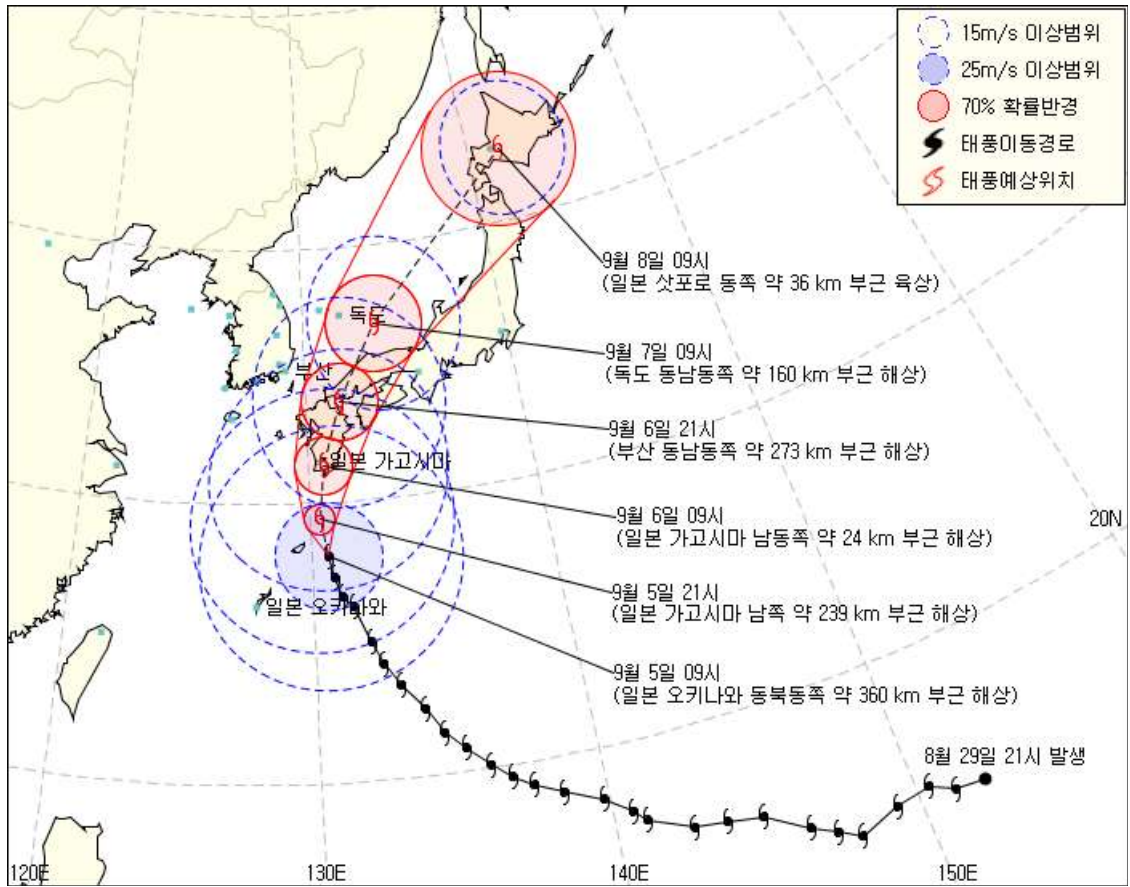 15m/s 이상범위
25m/s 이상범위
70% 확률반경
태풍이동경로
태풍예상위치
9월 8일 09시
(일본 삿포로 동쪽 약 36 km 부근 육상)
독도
9월 7일 09시
(독도 동남동쪽 약 160 km 부근 해상)
부산
9월 6일 21시
(부산 동남동쪽 약 273 km 부근 해상)
일본 가고시마
9월 6일 09시
(일본 가고시마 남동쪽 약 24 km 부근 해상)
20N
9월 5일 21시
(일본 가고시마 남쪽 약 239 km 부근 해상)
일본 오키나와
9월 5일 09시
(일본 오키나와 동북동쪽 약 360 km 부근 해상)
8월 29일 21시 발생
120E
130E
140E
150E